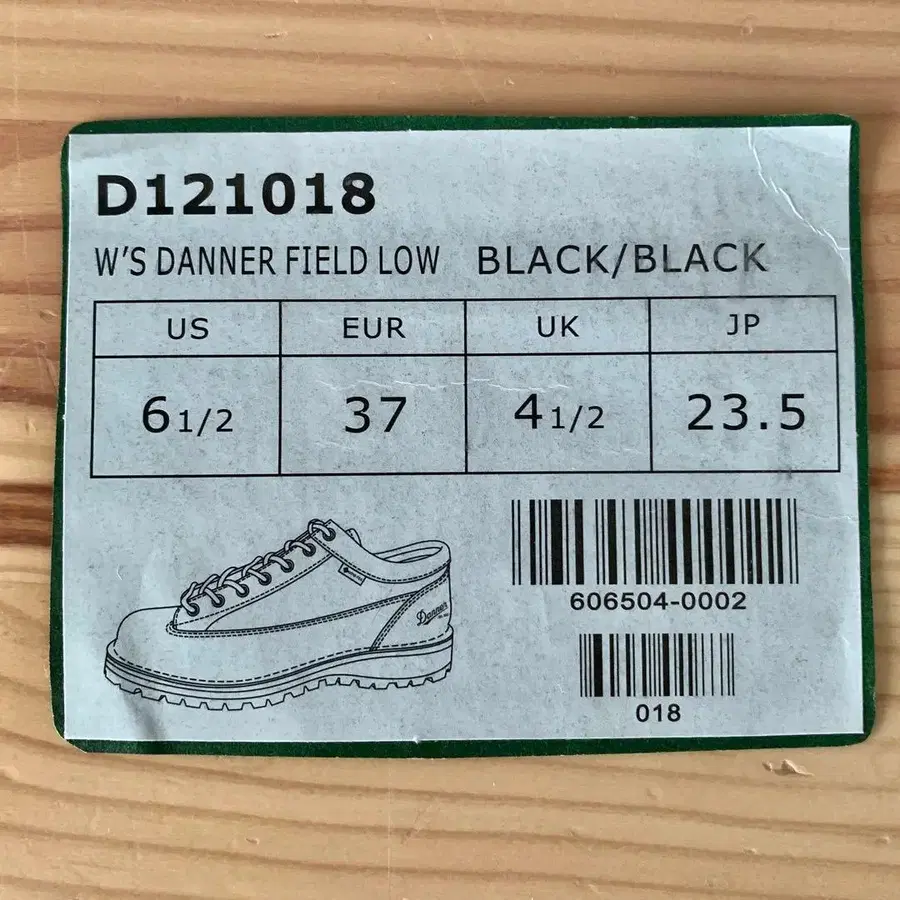 D121018
W'S DANNER FIELD LOW BLACK/BLACK
US EUR UK JP
6 1/2 37 4 1/2 23.5
Danner
606504-0002
018